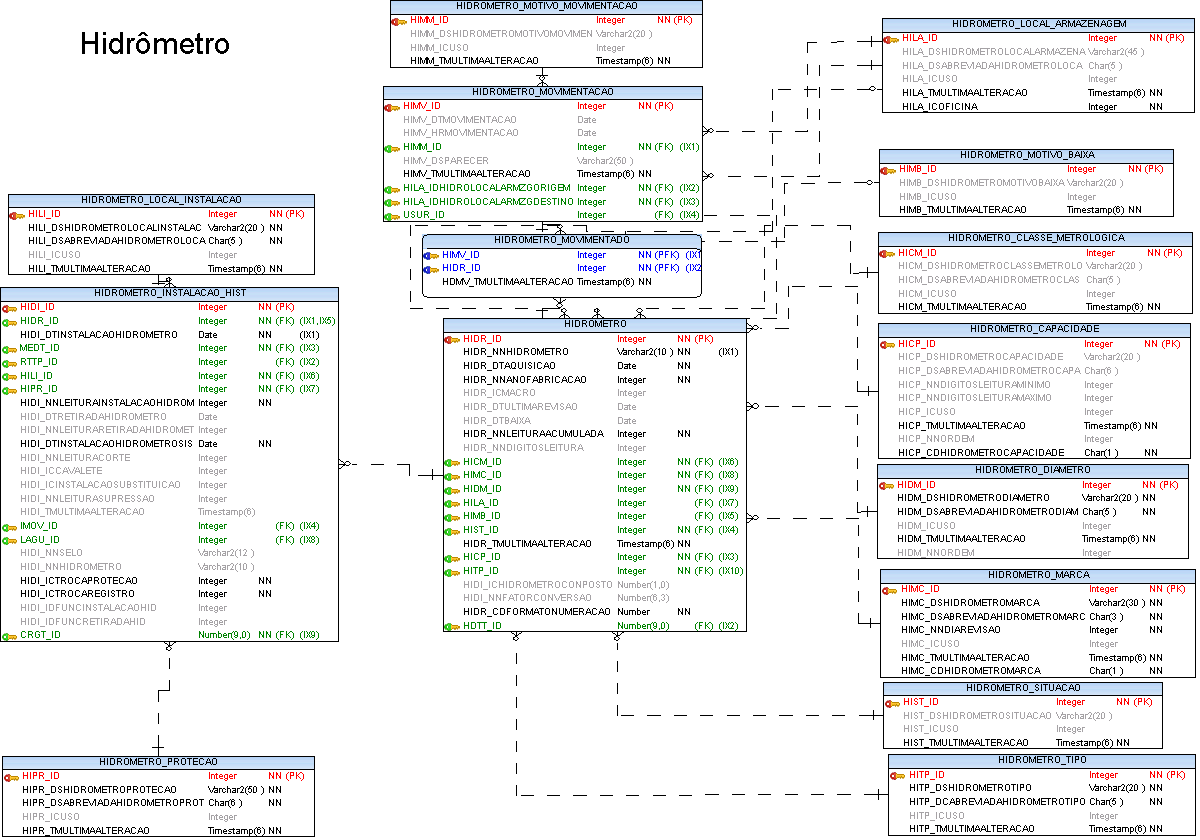 Hidrômetro
HIDROMETRO_MOTIVO_MOVIMENTACAO
HIMM_ID Integer NN (PK)
HIMM_DSHIDROMETROMOTIVOMOVIMEN Varchar2(20 )
HIMM_ICUSO Integer
HIMM_TMULTIMAALTERACAO Timestamp(6) NN
HIDROMETRO_MOVIMENTACAO
HIMV_ID Integer NN (PK)
HIMV_DTMOVIMENTACAO Date
HIMV_HRMOVIMENTACAO Date
HIMM_ID Integer NN (FK) (IX1)
HIMV_DSPARECER Varchar2(50 )
HIMV_TMULTIMAALTERACAO Timestamp(6) NN
HILA_IDHIDROLOCALARMZGORIGEM Integer NN (FK) (IX2)
HILA_IDHIDROLOCALARMZGDESTINO Integer NN (FK) (IX3)
USUR_ID Integer (FK) (IX4)
HIDROMETRO_MOVIMENTADO
HIMV_ID Integer NN (PFK) (IX1
HIDR_ID Integer NN (PFK) (IX2
HDMV_TMULTIMAALTERACAO Timestamp(6) NN
HIDROMETRO
HIDR_ID Integer NN (PK)
HIDR_NNHIDROMETRO Varchar2(10 ) NN (IX1)
HIDR_DTAQUISICAO Date NN
HIDR_NNANOFABRICACAO Integer NN
HIDR_ICMACRO Integer
HIDR_DTULTIMAREVISAO Date
HIDR_DTBAIXA Date
HIDR_NNLEITURAACUMULADA Integer NN
HIDR_NNDIGITOSLEITURA Integer
HICM_ID Integer NN (FK) (IX6)
HIMC_ID Integer NN (FK) (IX8)
HIDM_ID Integer NN (FK) (IX9)
HILA_ID Integer (FK) (IX7)
HIMB_ID Integer (FK) (IX5)
HIST_ID Integer NN (FK) (IX4)
HIDR_TMULTIMAALTERACAO Timestamp(6) NN
HICP_ID Integer NN (FK) (IX3)
HITP_ID Integer NN (FK) (IX10)
HIDI_ICHIDROMETROCONPOSTO Number(1,0)
HIDI_NNFATORCONVERSAO Number(6,3)
HIDR_CDFORMATONUMERACAO Number NN
HDTT_ID Number(9,0) (FK) (IX2)
HIDROMETRO_LOCAL_INSTALACAO
HILI_ID Integer NN (PK)
HILI_DSHIDROMETROLOCALINSTALAC Varchar2(20 ) NN
HILI_DSABREVIADAHIDROMETROLOCA Char(5 ) NN
HILI_ICUSO Integer
HILI_TMULTIMAALTERACAO Timestamp(6) NN
HIDROMETRO_INSTALACAO_HIST
HIDI_ID Integer NN (PK)
HIDR_ID Integer NN (FK) (IX1,IX5)
HIDI_DTINSTALACAOHIDROMETRO Date NN (IX1)
MEDT_ID Integer NN (FK) (IX3)
RTTP_ID Integer (FK) (IX2)
HILI_ID Integer NN (FK) (IX6)
HIPR_ID Integer NN (FK) (IX7)
HIDI_NNLEITURAINSTALACAOHIDROM Integer NN
HIDI_DTRETIRADAHIDROMETRO Date
HIDI_NNLEITURARETIRADAHIDROMET Integer
HIDI_DTINSTALACAOHIDROMETROSIS Date NN
HIDI_NNLEITURACORTE Integer
HIDI_ICCAVALETE Integer
HIDI_ICINSTALACAOSUBSTITUICAO Integer
HIDI_NNLEITURASUPRESSAO Integer
HIDI_TMULTIMAALTERACAO Timestamp(6)
IMOV_ID Integer (FK) (IX4)
LAGU_ID Integer (FK) (IX8)
HIDI_NNSELO Varchar2(12 )
HIDI_NNHIDROMETRO Varchar2(10 )
HIDI_ICTROCAPROTECAO Integer NN
HIDI_ICTROCAREGISTRO Integer NN
HIDI_IDFUNCINSTALACAOHID Integer
HIDI_IDFUNCRETIRADAHID Integer
CRGT_ID Number(9,0) NN (FK) (IX9)
HIDROMETRO_PROTECAO
HIPR_ID Integer NN (PK)
HIPR_DSHIDROMETROPROTECAO Varchar2(50 ) NN
HIPR_DSABREVIADAHIDROMETROPROT Char(6 ) NN
HIPR_ICUSO Integer
HIPR_TMULTIMAALTERACAO Timestamp(6) NN
HIDROMETRO_LOCAL_ARMAZENAGEM
HILA_ID Integer NN (PK)
HILA_DSHIDROMETROLOCALARMAZENA Varchar2(45 )
HILA_DSABREVIADAHIDROMETROLOCA Char(5 )
HILA_ICUSO Integer
HILA_TMULTIMAALTERACAO Timestamp(6) NN
HILA_ICOFICINA Integer NN
HIDROMETRO_MOTIVO_BAIXA
HIMB_ID Integer NN (PK)
HIMB_DSHIDROMETROMOTIVOBAIXA Varchar2(20 )
HIMB_ICUSO Integer
HIMB_TMULTIMAALTERACAO Timestamp(6) NN
HIDROMETRO_CLASSE_METROLOGICA
HICM_ID Integer NN (PK)
HICM_DSHIDROMETROCLASSEMETROLO Varchar2(20 )
HICM_DSABREVIADAHIDROMETROCLAS Char(5 )
HICM_ICUSO Integer
HICM_TMULTIMAALTERACAO Timestamp(6) NN
HIDROMETRO_CAPACIDADE
HICP_ID Integer NN (PK)
HICP_DSHIDROMETROCAPACIDADE Varchar2(20 )
HICP_DSABREVIADAHIDROMETROCAPA Char(6 )
HICP_NNDIGITOSLEITURAMINIMO Integer
HICP_NNDIGITOSLEITURAMAXIMO Integer
HICP_ICUSO Integer
HICP_TMULTIMAALTERACAO Timestamp(6) NN
HICP_NNORDEM Integer
HICP_CDHIDROMETROCAPACIDADE Char(1 ) NN
HIDROMETRO_DIAMETRO
HIDM_ID Integer NN (PK)
HIDM_DSHIDROMETRODIAMETRO Varchar2(20 ) NN
HIDM_DSABREVIADAHIDROMETRODIAM Char(5 ) NN
HIDM_ICUSO Integer
HIDM_TMULTIMAALTERACAO Timestamp(6) NN
HIDM_NNORDEM Integer
HIDROMETRO_MARCA
HIMC_ID Integer NN (PK)
HIMC_DSHIDROMETROMARCA Varchar2(30 ) NN
HIMC_DSABREVIADAHIDROMETROMARC Char(3 ) NN
HIMC_NNDIAREVISAO Integer NN
HIMC_ICUSO Integer
HIMC_TMULTIMAALTERACAO Timestamp(6) NN
HIMC_CDHIDROMETROMARCA Char(1 ) NN
HIDROMETRO_SITUACAO
HIST_ID Integer NN (PK)
HIST_DSHIDROMETROSITUACAO Varchar2(20 )
HIST_ICUSO Integer
HIST_TMULTIMAALTERACAO Timestamp(6) NN
HIDROMETRO_TIPO
HITP_ID Integer NN (PK)
HITP_DSHIDROMETROTIPO Varchar2(20 ) NN
HITP_DCABREVIADAHIDROMETROTIPO Char(5 ) NN
HITP_ICUSO Integer
HITP_TMULTIMAALTERACAO Timestamp(6) NN